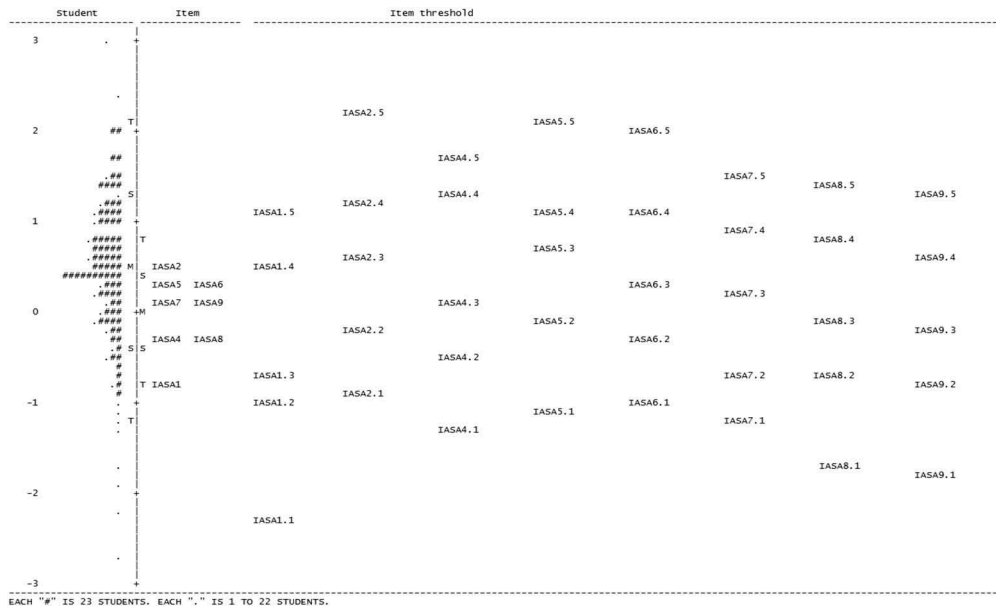 Student Item Item threshold
3 . +
.
IASA2.5
T IASA5.5
2 ## + IASA6.5
## IASA4.5
.## IASA7.5
#### IASA8.5
. S IASA4.4 IASA9.5
.### IASA2.4
.#### IASA1.5 IASA5.4 IASA6.4
1 .#### +
IASA7.4
.##### T IASA8.4
##### IASA5.3
.##### IASA2.3 IASA9.4
##### M IASA2 IASA1.4
########## S
.### IASA5 IASA6 IASA6.3
.#### IASA7.3
.## IASA7 IASA9 IASA4.3
0 .### +M
.#### IASA5.2 IASA8.3
.## IASA2.2 IASA9.3
## IASA4 IASA8 IASA6.2
.# S S
.## IASA4.2
#
# IASA1.3 IASA7.2 IASA8.2
.# T IASA1 IASA9.2
# IASA2.1
-1 . + IASA1.2 IASA6.1
. IASA5.1
. T IASA7.1
. IASA4.1
. IASA8.1
IASA9.1
.
-2 +
.
IASA1.1
.
-3 +
EACH "#" IS 23 STUDENTS. EACH "." IS 1 TO 22 STUDENTS.